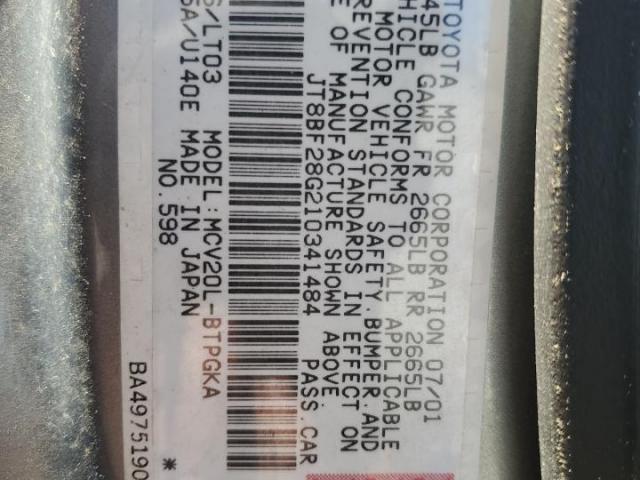 TOYOTA MOTOR CORPORATION 07/01
45LB GAWR FR 2665LB RR 2665LB
HICLE CONFORMS TO ALL APPLICABLE
MOTOR VEHICLE SAFETY.BUMPER.AND
REVENTION STANDARDS IN EFFECT ON
E OF MANUFACTURE SHOWN ABOVE.
JT8BF28G210341484 PASS.CAR
/LT03 MODEL:MCV20L-BTPGKA
A/U140E MADE IN JAPAN
NO.598
BA4975190 *